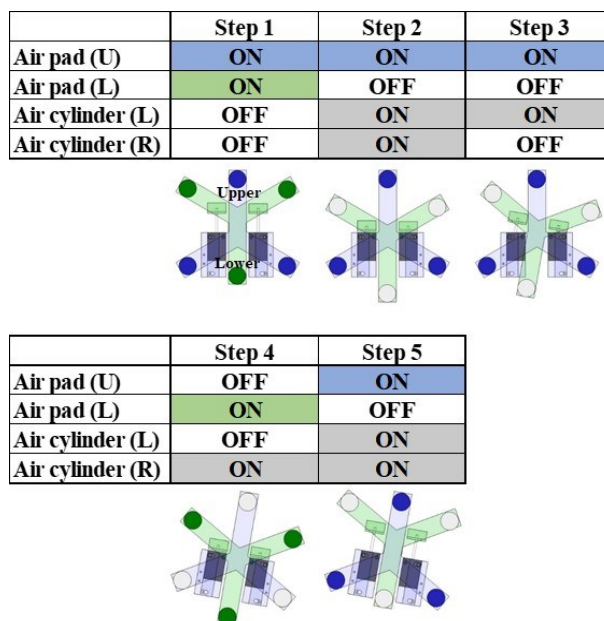 Step 1 Step 2 Step 3
Air pad (U) ON ON ON
Air pad (L) ON OFF OFF
Air cylinder (L) OFF ON ON
Air cylinder (R) OFF ON OFF
Upper
Lower
Step 4 Step 5
Air pad (U) OFF ON
Air pad (L) ON OFF
Air cylinder (L) OFF ON
Air cylinder (R) ON ON